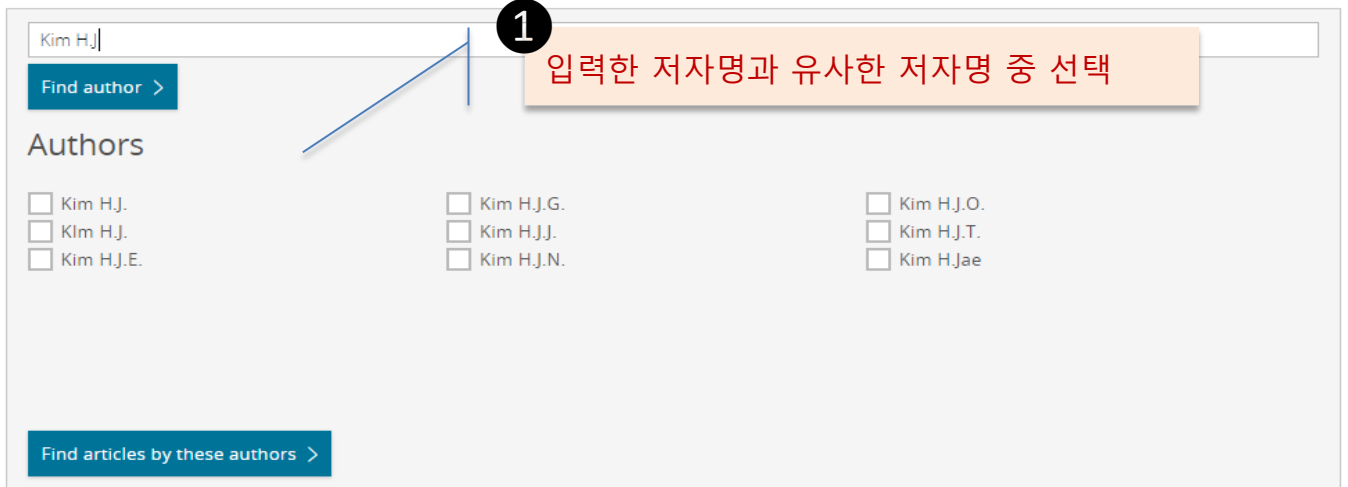 Kim H.J
1
입력한 저자명과 유사한 저자명 중 선택
Find author >
Authors
Kim H.J.
KIm H.J.
Kim H.J.E.
Kim H.J.G.
Kim H.J.J.
Kim H.J.N.
Kim H.J.O.
Kim H.J.T.
Kim H.Jae
Find articles by these authors >